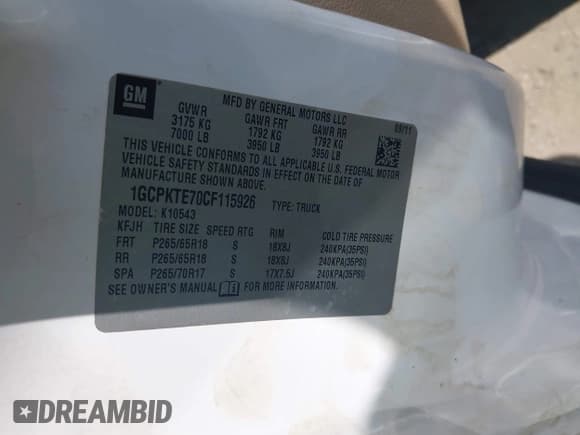 GM
MFD BY GENERAL MOTORS LLC
09/11
GVWR GAWR FRT GAWR RR
3175 KG 1792 KG 1792 KG
7000 LB 3950 LB 3950 LB
THIS VEHICLE CONFORMS TO ALL APPLICABLE U.S. FEDERAL MOTOR
VEHICLE SAFETY STANDARDS IN EFFECT ON THE DATE OF
MANUFACTURE SHOWN ABOVE.
1GCPKTE70CF115926 TYPE: TRUCK
MODEL: K10543
KFJH TIRE SIZE SPEED RTG RIM COLD TIRE PRESSURE
FRT P265/65R18 S 18X8J 240KPA(35PSI)
RR P265/65R18 S 18X8J 240KPA(35PSI)
SPA P265/70R17 S 17X7.5J 240KPA(35PSI)
SEE OWNER'S MANUAL FOR MORE INFORMATION.
DREAMBID